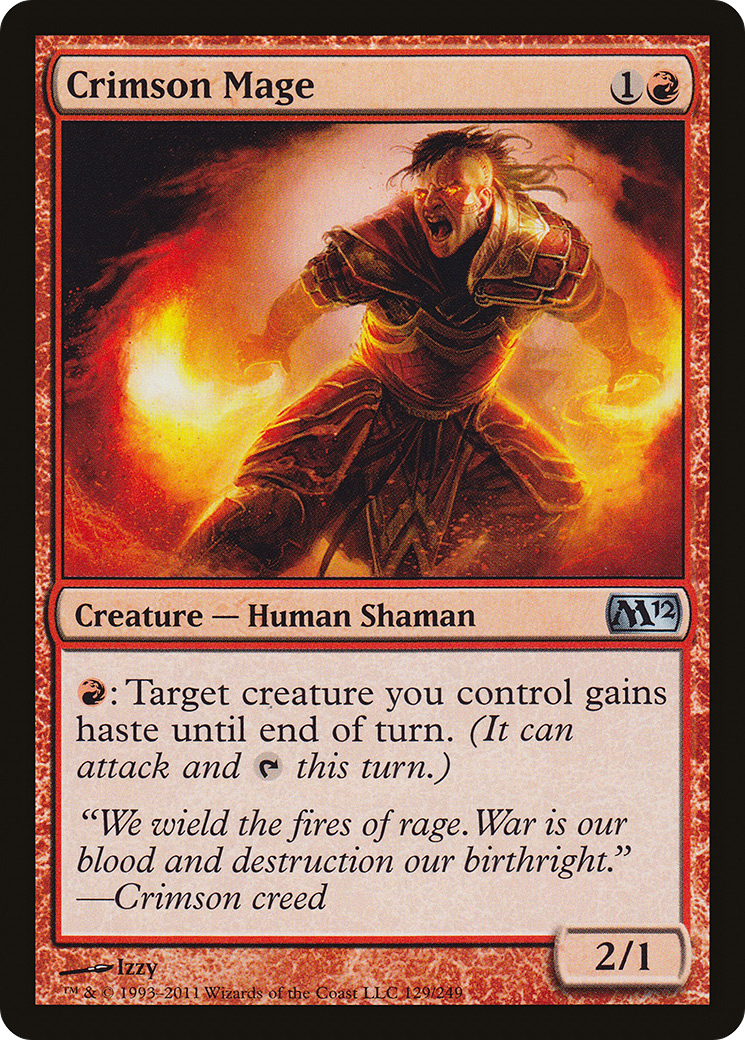 Crimson Mage
1
Creature — Human Shaman
M12
: Target creature you control gains
haste until end of turn. (It can
attack and this turn.)
“We wield the fires of rage. War is our
blood and destruction our birthright.”
—Crimson creed
2/1
Izzy
™ & © 1993–2011 Wizards of the Coast LLC 129/249